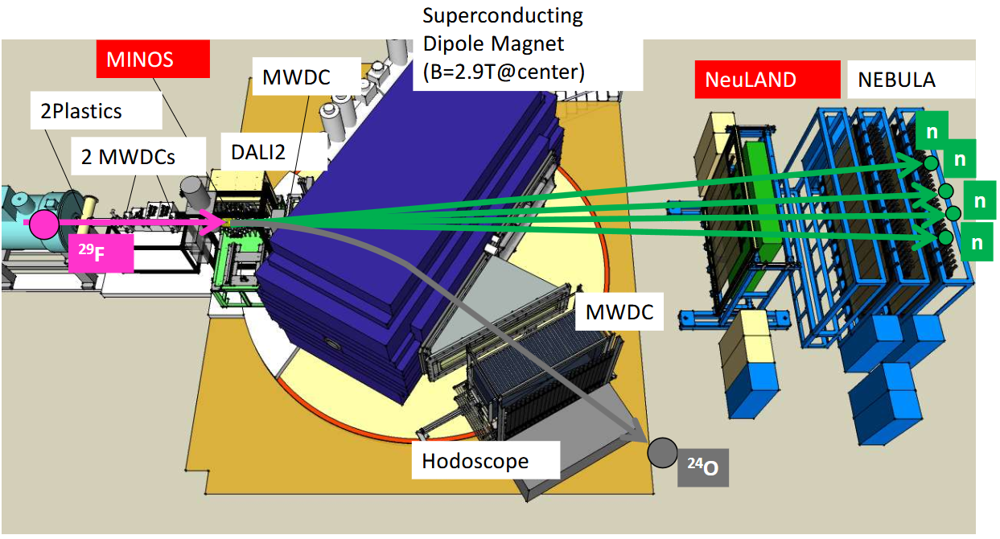 Superconducting
Dipole Magnet
(B=2.9T@center)
MINOS
MWDC
NeuLAND
NEBULA
2Plastics
2 MWDCs
DALI2
n
n
n
n
²⁹F
MWDC
Hodoscope
²⁴O